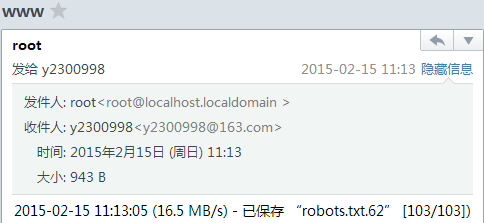 www
root
发给 y2300998 2015-02-15 11:13 隐藏信息
发件人: root<root@localhost.localdomain >
收件人: y2300998<y2300998@163.com>
时间: 2015年2月15日 (周日) 11:13
大小: 943 B
2015-02-15 11:13:05 (16.5 MB/s) - 已保存 “robots.txt.62” [103/103])